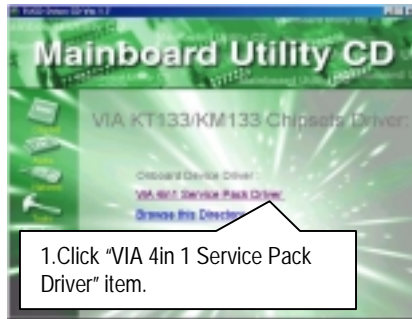 Mainboard Utility CD
VIA KT133/KM133 Chipsets Driver:
Onboard Device Driver :
VIA 4in1 Service Pack Driver
Browse this Directory
1.Click "VIA 4in 1 Service Pack
Driver" item.